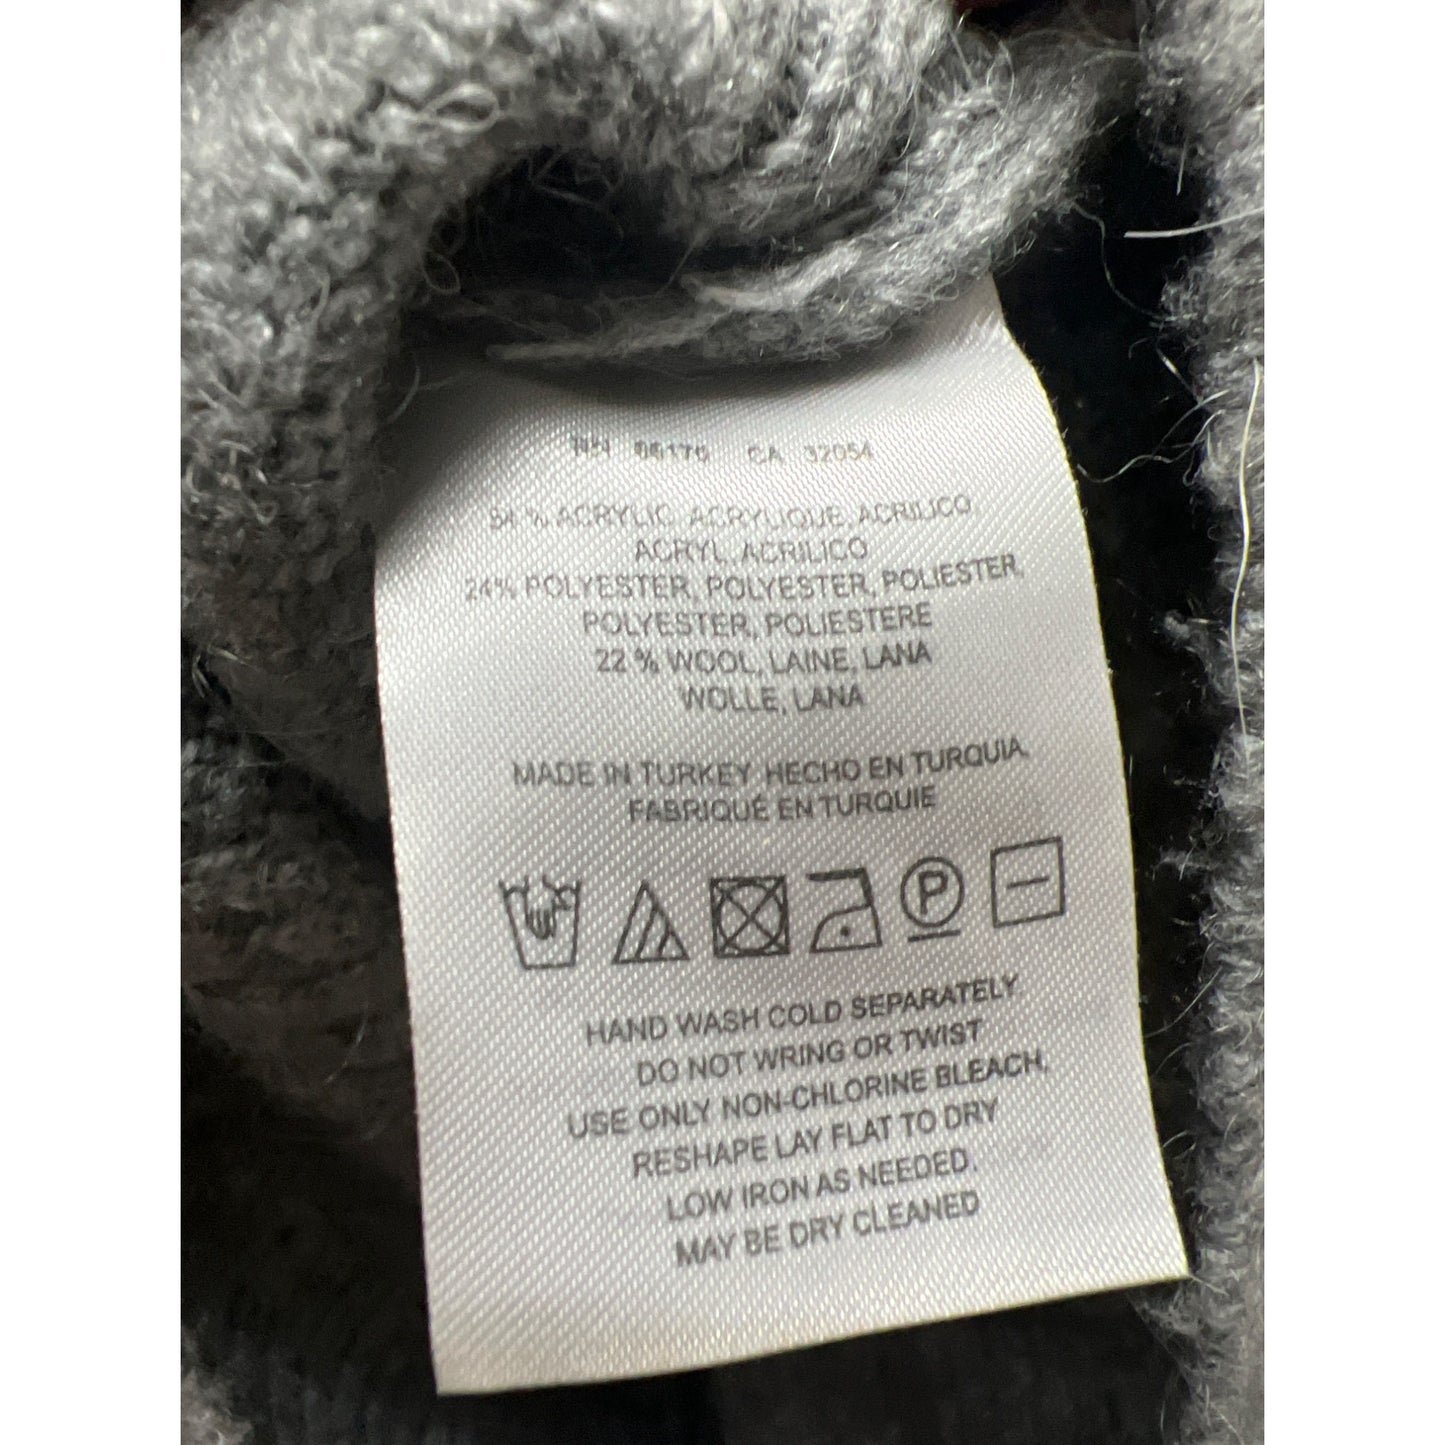 CA 32054
54 % ACRYLIC, ACRYLIQUE, ACRILICO
ACRYL, ACRILICO
24% POLYESTER, POLYESTER, POLIESTER,
POLYESTER, POLIESTERE
22 % WOOL, LAINE, LANA
WOLLE, LANA
MADE IN TURKEY HECHO EN TURQUIA
FABRIQUÉ EN TURQUIE
P
HAND WASH COLD SEPARATELY.
DO NOT WRING OR TWIST
USE ONLY NON-CHLORINE BLEACH,
RESHAPE LAY FLAT TO DRY
LOW IRON AS NEEDED.
MAY BE DRY CLEANED